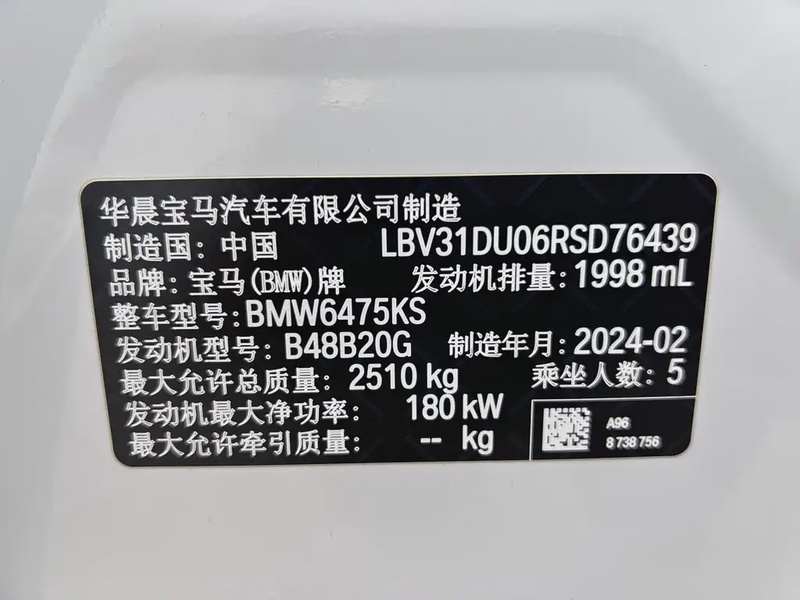 华晨宝马汽车有限公司制造
制造国: 中国 LBV31DU06RSD76439
品牌: 宝马(BMW)牌 发动机排量: 1998 mL
整车型号: BMW6475KS
发动机型号: B48B20G 制造年月: 2024-02
最大允许总质量: 2510 kg 乘坐人数: 5
发动机最大净功率: 180 kW
最大允许牵引质量: -- kg
A96
8 738 756